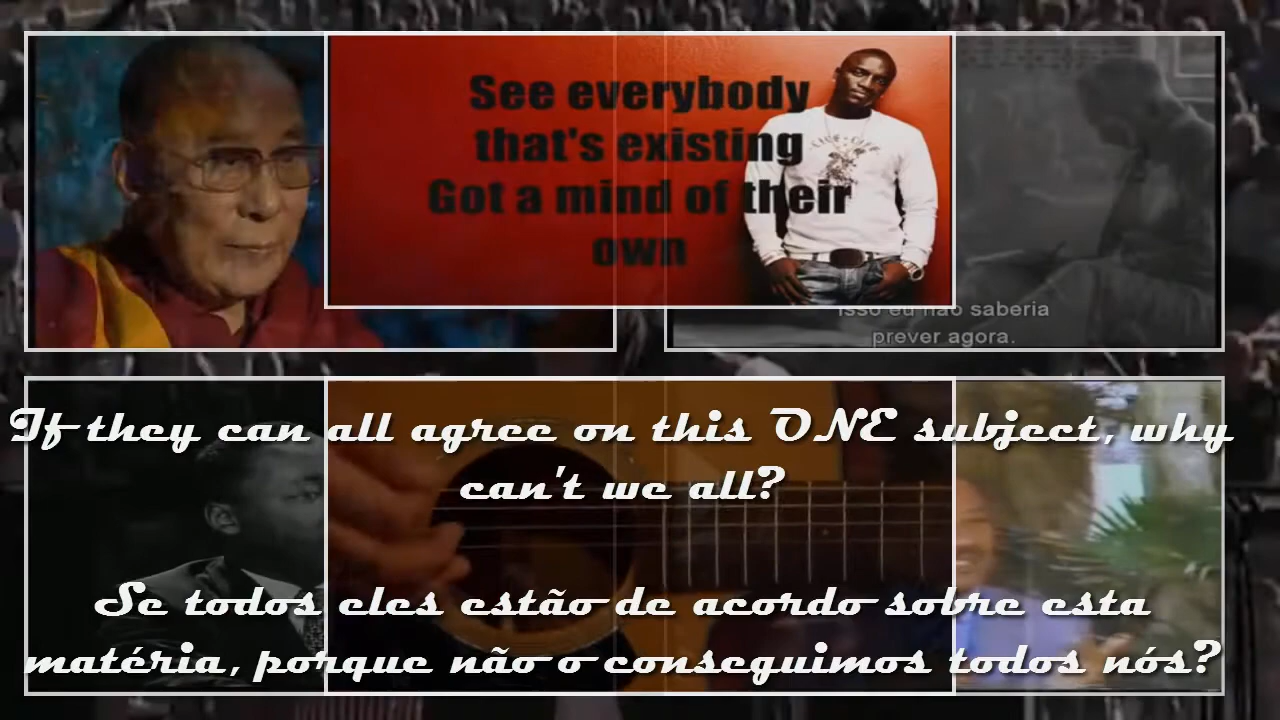 See everybody
that's existing
Got a mind of their
own
Isso eu não saberia
prever agora.
If they can all agree on this ONE subject, why
can't we all?
Se todos eles estão de acordo sobre esta
matéria, porque não o conseguimos todos nós?